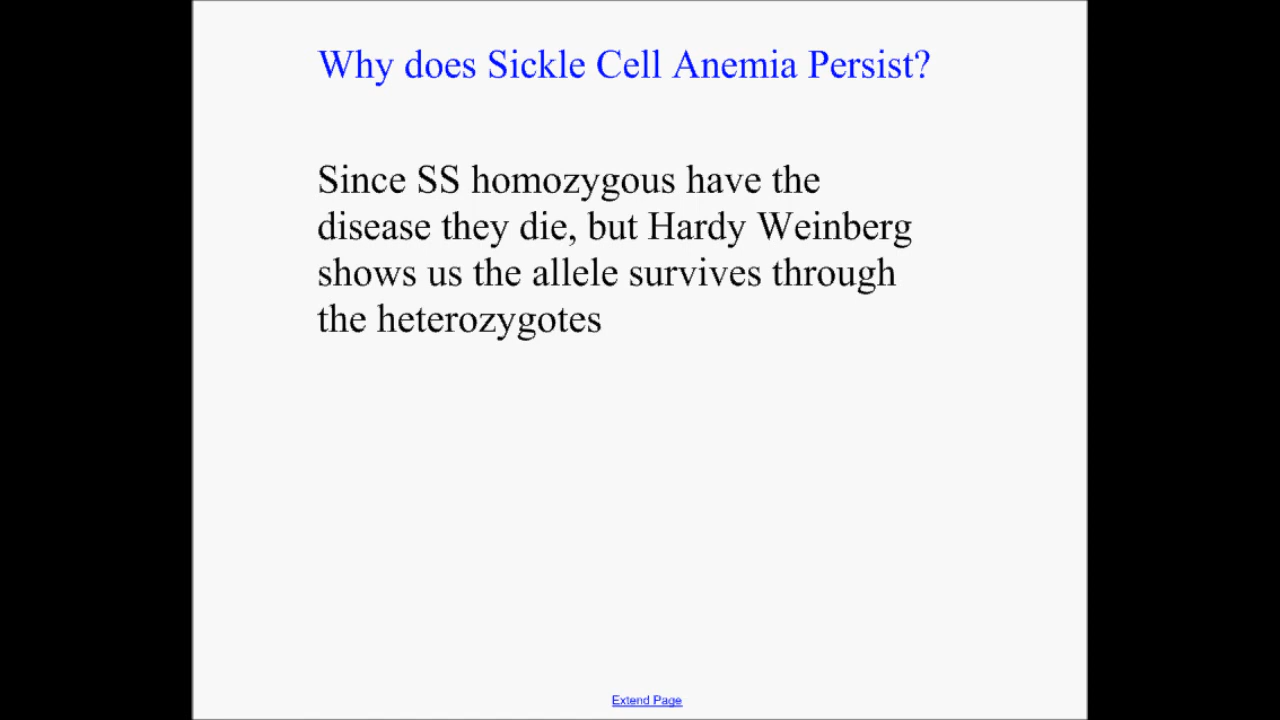 Why does Sickle Cell Anemia Persist?
Since SS homozygous have the
disease they die, but Hardy Weinberg
shows us the allele survives through
the heterozygotes
Extend Page